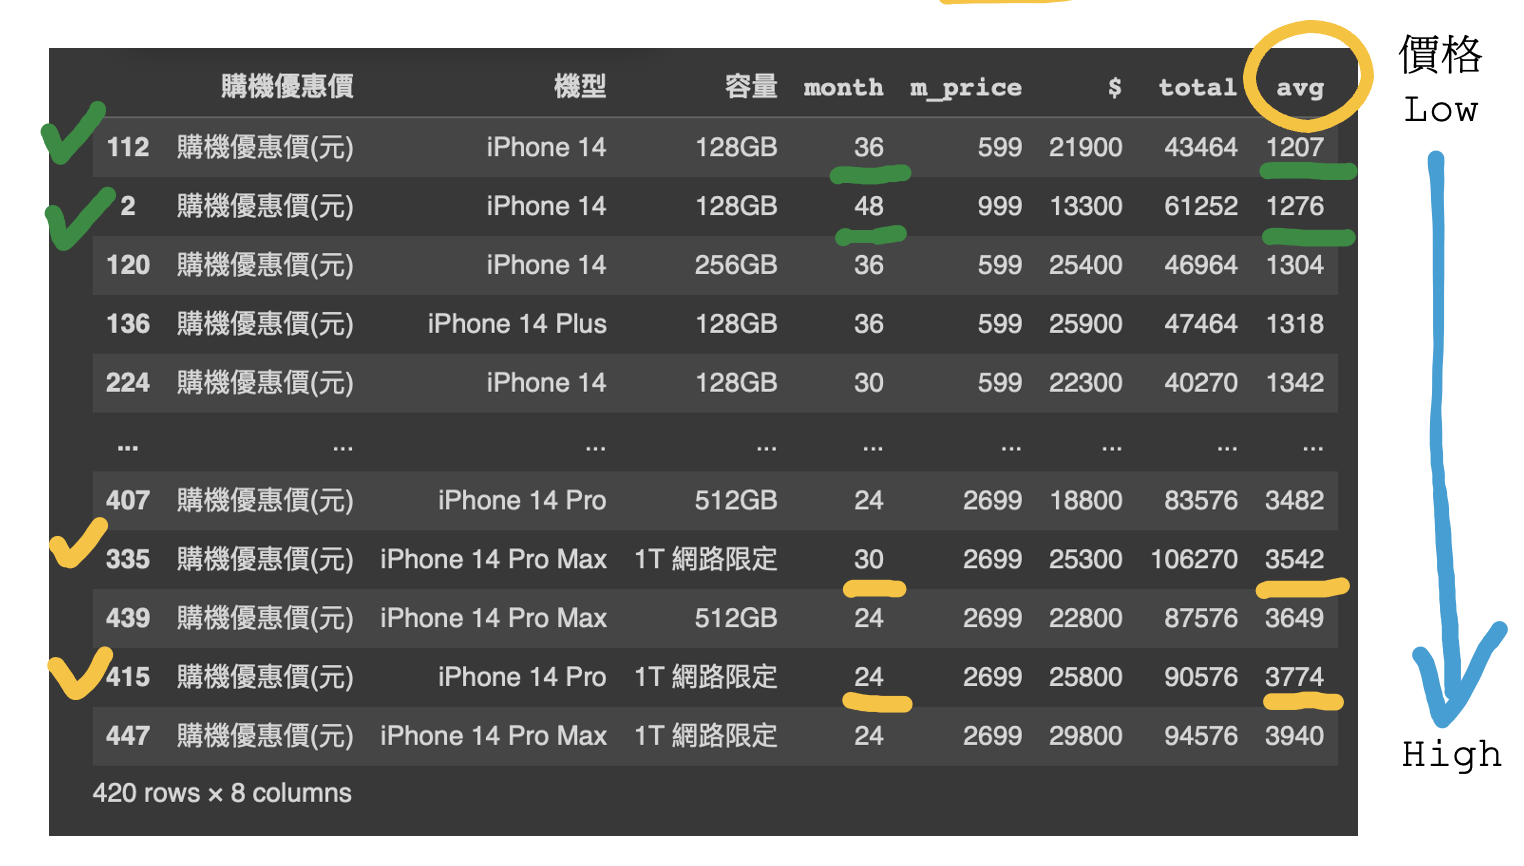 價格
Low
購機優惠價 機型 容量 month m_price $ total avg
112 購機優惠價(元) iPhone 14 128GB 36 599 21900 43464 1207
2 購機優惠價(元) iPhone 14 128GB 48 999 13300 61252 1276
120 購機優惠價(元) iPhone 14 256GB 36 599 25400 46964 1304
136 購機優惠價(元) iPhone 14 Plus 128GB 36 599 25900 47464 1318
224 購機優惠價(元) iPhone 14 128GB 30 599 22300 40270 1342
... ... ... ... ... ... ... ... ...
407 購機優惠價(元) iPhone 14 Pro 512GB 24 2699 18800 83576 3482
335 購機優惠價(元) iPhone 14 Pro Max 1T 網路限定 30 2699 25300 106270 3542
439 購機優惠價(元) iPhone 14 Pro Max 512GB 24 2699 22800 87576 3649
415 購機優惠價(元) iPhone 14 Pro 1T 網路限定 24 2699 25800 90576 3774
447 購機優惠價(元) iPhone 14 Pro Max 1T 網路限定 24 2699 29800 94576 3940
High
420 rows × 8 columns